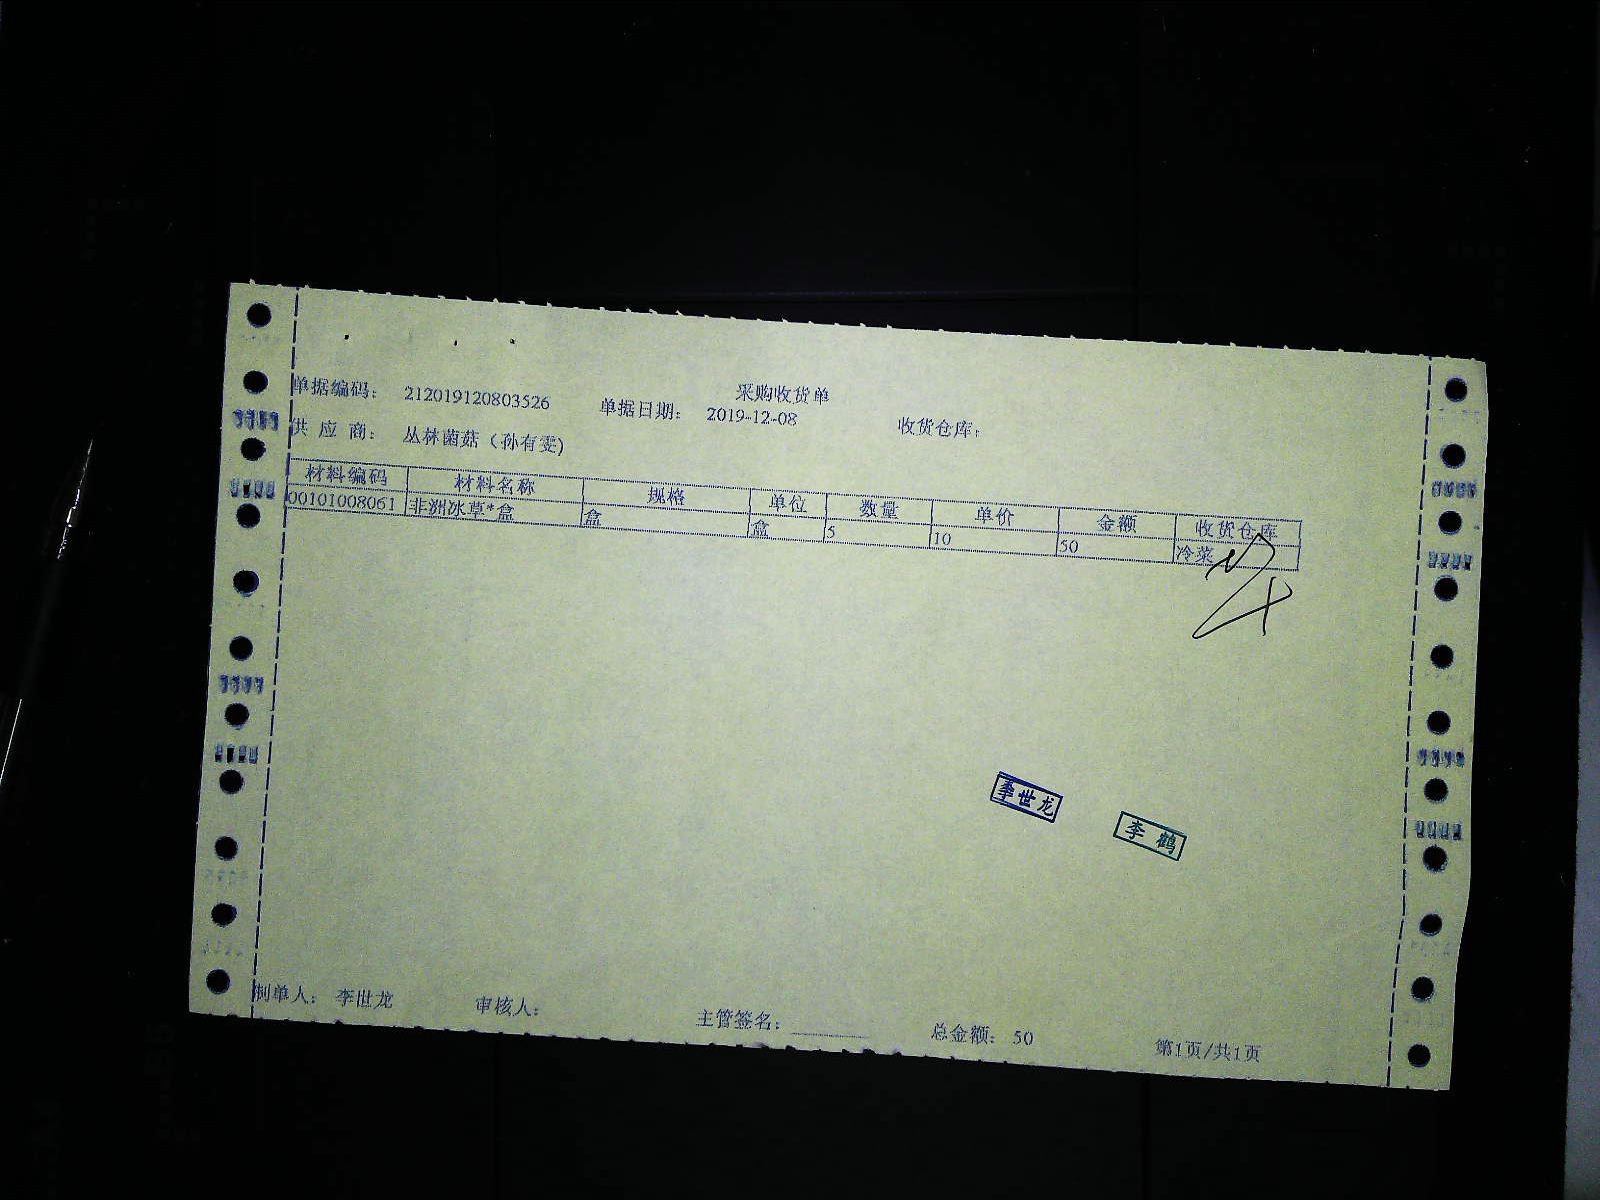 采购收货单
单据编码： 212019120803526 单据日期： 2019-12-08 收货仓库：
供 应 商： 丛林菌菇（孙有雯）
材料编码 材料名称 规格 单位 数量 单价 金额 收货仓库
00101008061 非洲冰草*盒 盒 盒 5 10 50 冷菜
李世龙
李 鹤
制单人： 李世龙 审核人： 主管签名：________ 总金额： 50 第1页/共1页